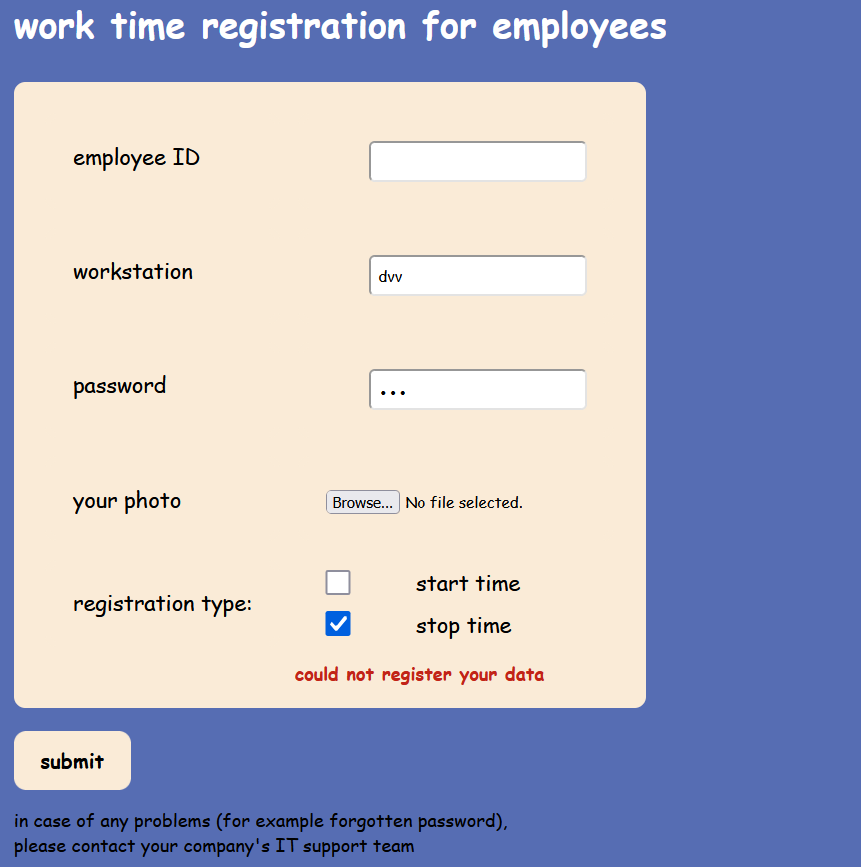 work time registration for employees
employee ID
workstation dvv
password •••
your photo Browse... No file selected.
start time
registration type:
stop time
could not register your data
submit
in case of any problems (for example forgotten password),
please contact your company's IT support team